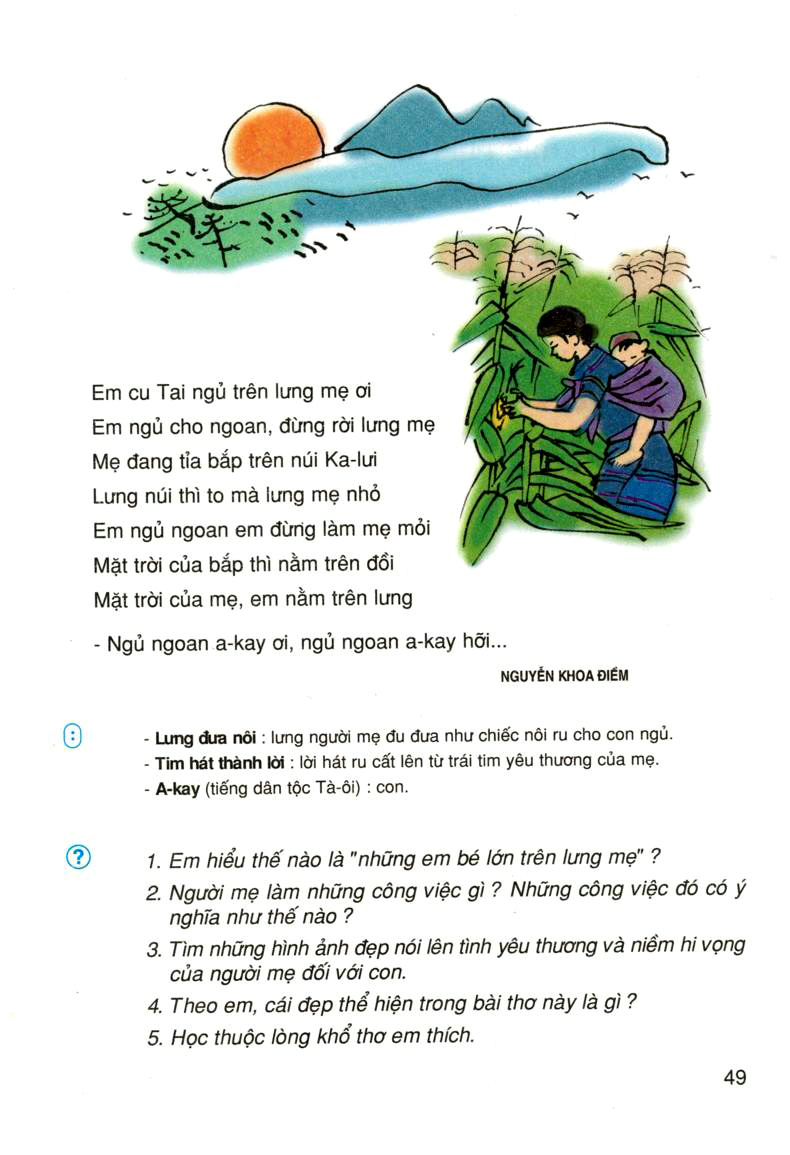 Em cu Tai ngủ trên lưng mẹ ơi
Em ngủ cho ngoan, đừng rời lưng mẹ
Mẹ đang tỉa bắp trên núi Ka-lưi
Lưng núi thì to mà lưng mẹ nhỏ
Em ngủ ngoan em đừng làm mẹ mỏi
Mặt trời của bắp thì nằm trên đồi
Mặt trời của mẹ, em nằm trên lưng
- Ngủ ngoan a-kay ơi, ngủ ngoan a-kay hỡi...
NGUYỄN KHOA ĐIỀM
:
- Lưng đưa nôi : lưng người mẹ đu đưa như chiếc nôi ru cho con ngủ.
- Tim hát thành lời : lời hát ru cất lên từ trái tim yêu thương của mẹ.
- A-kay (tiếng dân tộc Tà-ôi) : con.
?
1. Em hiểu thế nào là "những em bé lớn trên lưng mẹ" ?
2. Người mẹ làm những công việc gì ? Những công việc đó có ý
nghĩa như thế nào ?
3. Tìm những hình ảnh đẹp nói lên tình yêu thương và niềm hi vọng
của người mẹ đối với con.
4. Theo em, cái đẹp thể hiện trong bài thơ này là gì ?
5. Học thuộc lòng khổ thơ em thích.
49